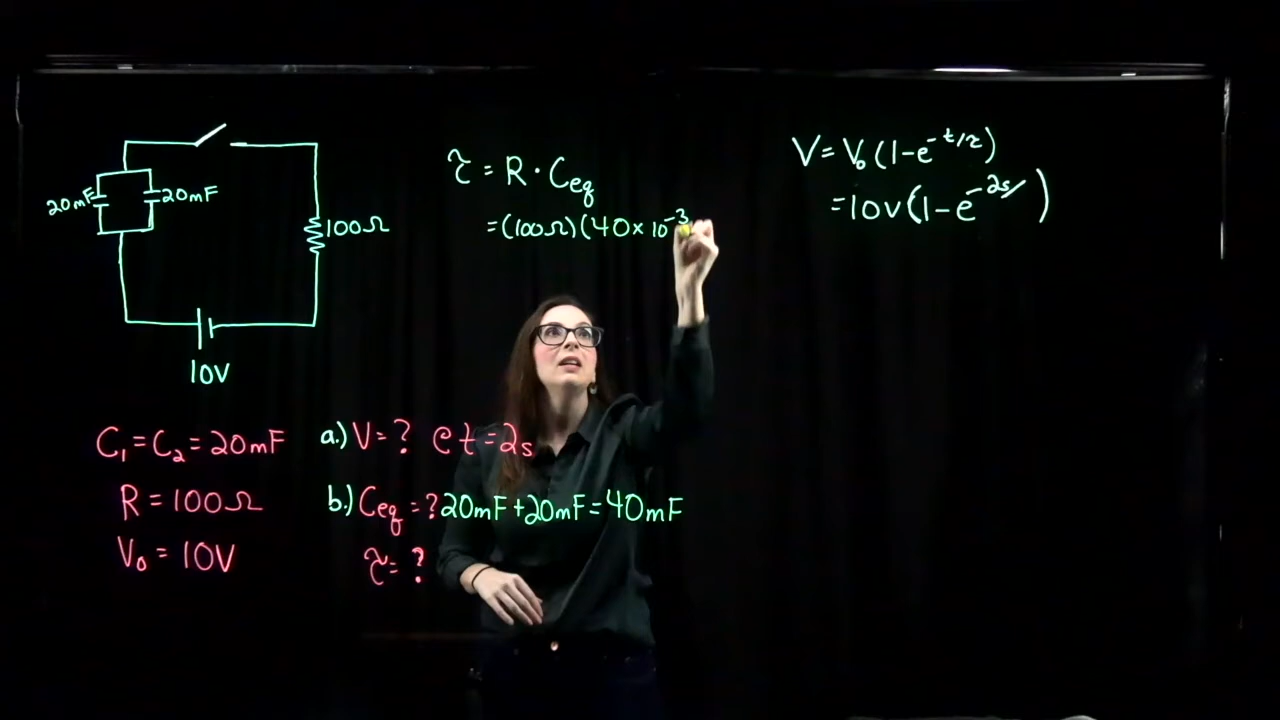 20mF
20mF
100Ω
10V
τ = R · Ceq
= (100Ω)(40 × 10⁻³
V = V₀ (1 - e^-t/τ)
= 10V (1 - e^-2s/ )
C₁ = C₂ = 20mF
R = 100Ω
V₀ = 10V
a.) V = ? @ t = 2s
b.) Ceq = ? 20mF + 20mF = 40mF
τ = ?